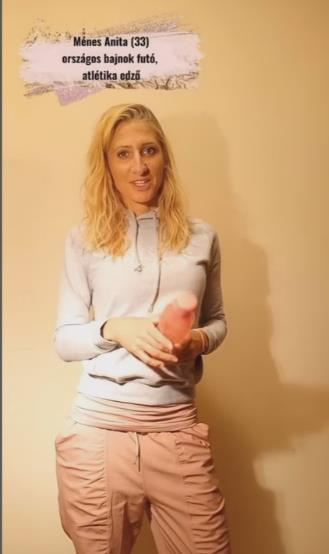 Ménes Anita (33)
országos bajnok futó,
atlétika edző